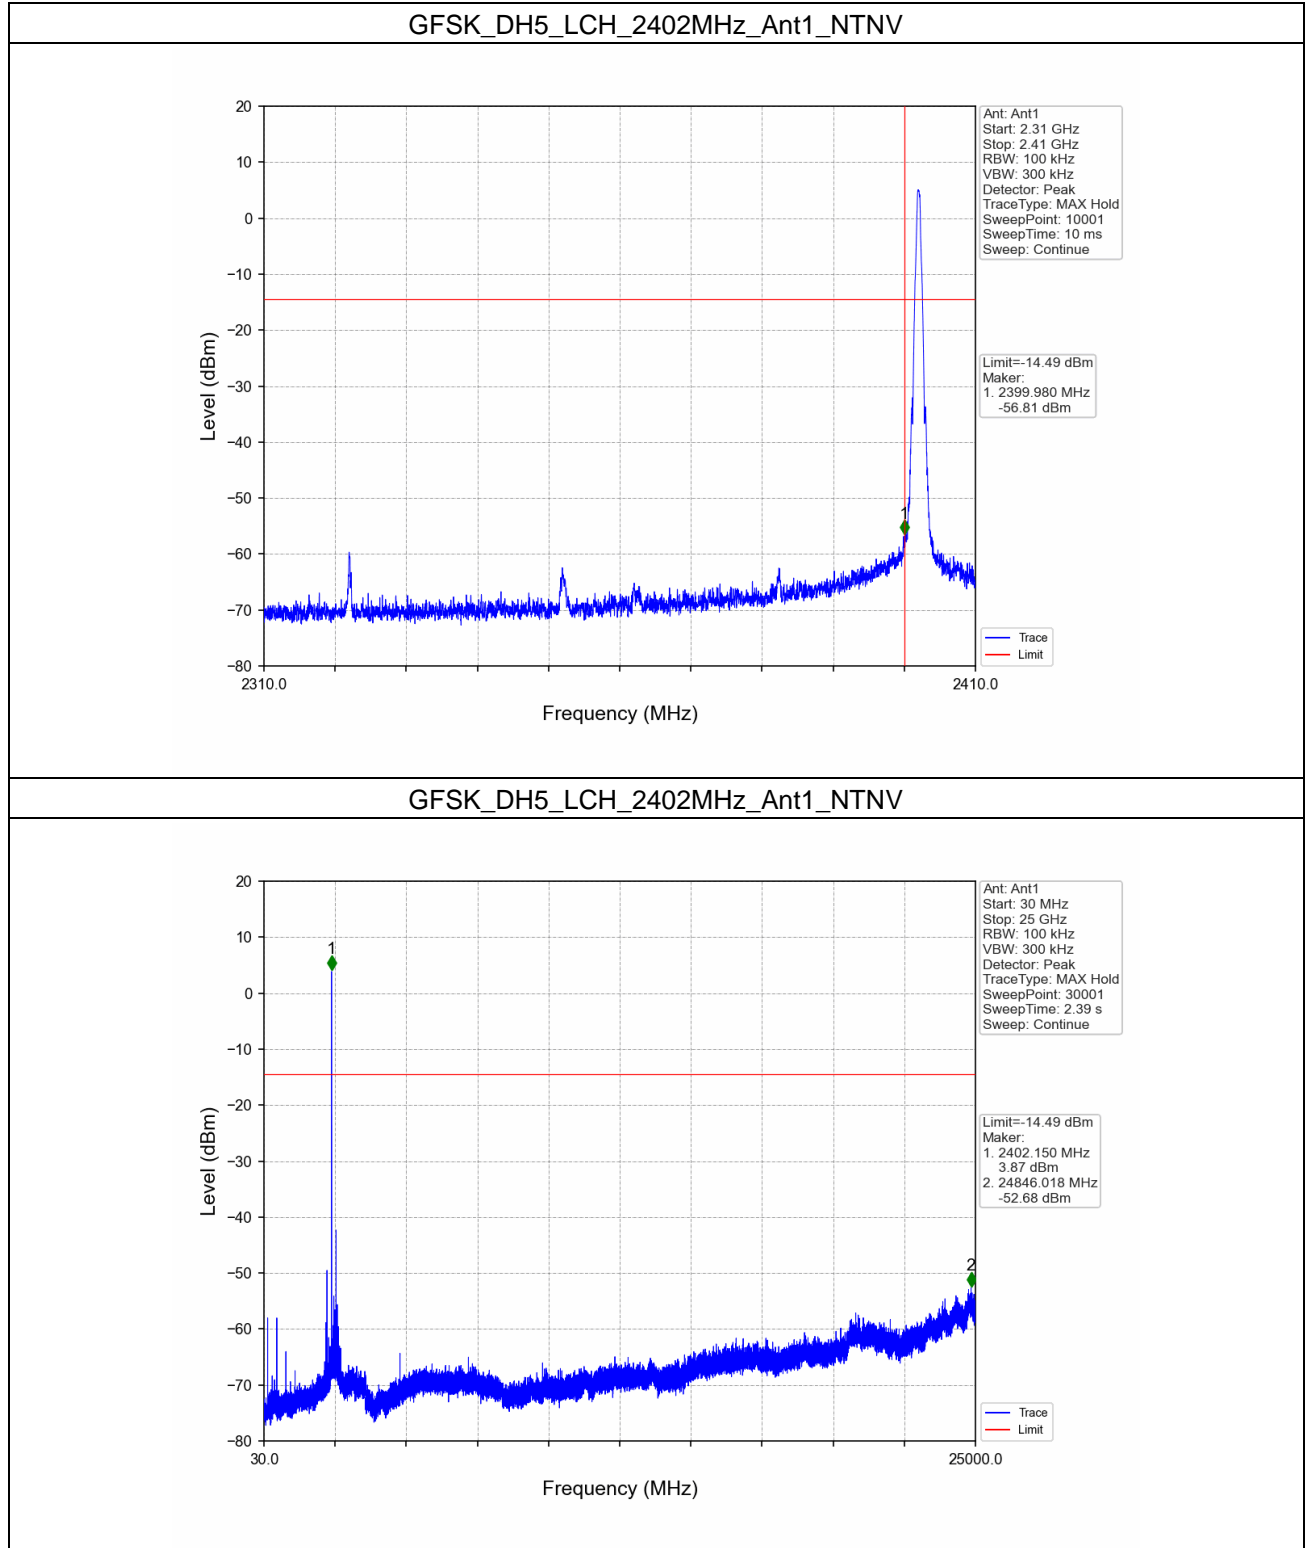 GFSK_DH5_LCH_2402MHz_Ant1_NTNV
20
10
0
−10
−20
−30
−40
−50
−60
−70
−80
Level (dBm)
2310.0
2410.0
Frequency (MHz)
1
Ant: Ant1
Start: 2.31 GHz
Stop: 2.41 GHz
RBW: 100 kHz
VBW: 300 kHz
Detector: Peak
TraceType: MAX Hold
SweepPoint: 10001
SweepTime: 10 ms
Sweep: Continue
Limit=-14.49 dBm
Maker:
1. 2399.980 MHz
-56.81 dBm
Trace
Limit
GFSK_DH5_LCH_2402MHz_Ant1_NTNV
20
10
0
−10
−20
−30
−40
−50
−60
−70
−80
Level (dBm)
30.0
25000.0
Frequency (MHz)
1
2
Ant: Ant1
Start: 30 MHz
Stop: 25 GHz
RBW: 100 kHz
VBW: 300 kHz
Detector: Peak
TraceType: MAX Hold
SweepPoint: 30001
SweepTime: 2.39 s
Sweep: Continue
Limit=-14.49 dBm
Maker:
1. 2402.150 MHz
3.87 dBm
2. 24846.018 MHz
-52.68 dBm
Trace
Limit